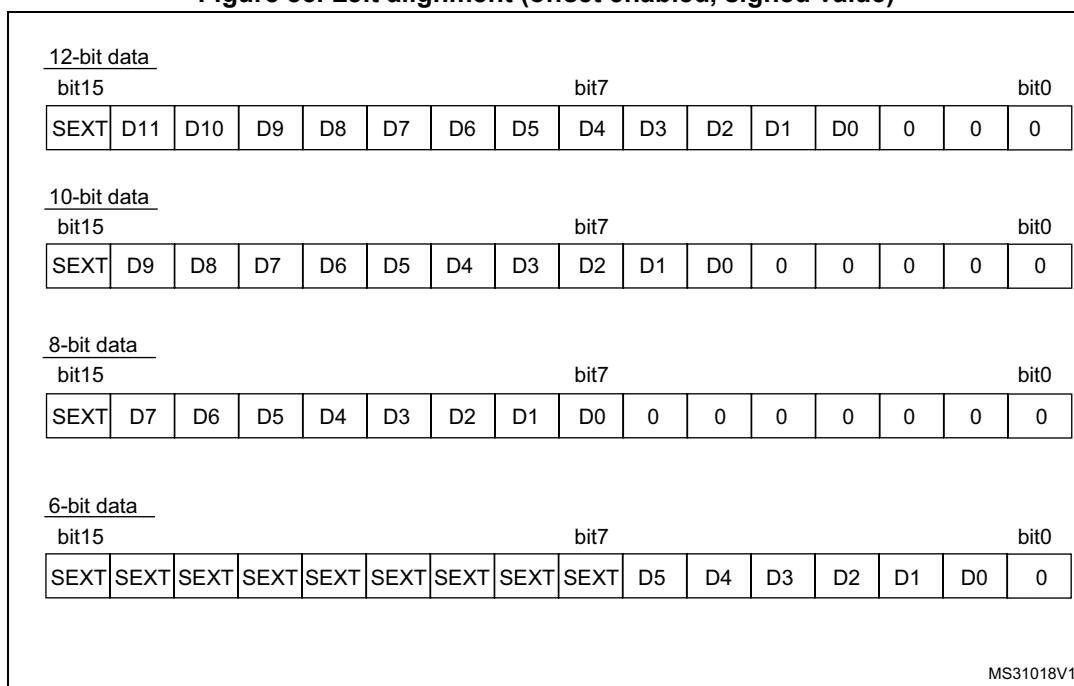 Figure 38. Left alignment (offset enabled, signed value)
12-bit data
bit15 bit7 bit0
SEXT D11 D10 D9 D8 D7 D6 D5 D4 D3 D2 D1 D0 0 0 0
10-bit data
bit15 bit7 bit0
SEXT D9 D8 D7 D6 D5 D4 D3 D2 D1 D0 0 0 0 0 0
8-bit data
bit15 bit7 bit0
SEXT D7 D6 D5 D4 D3 D2 D1 D0 0 0 0 0 0 0 0
6-bit data
bit15 bit7 bit0
SEXT SEXT SEXT SEXT SEXT SEXT SEXT SEXT SEXT D5 D4 D3 D2 D1 D0 0
MS31018V1